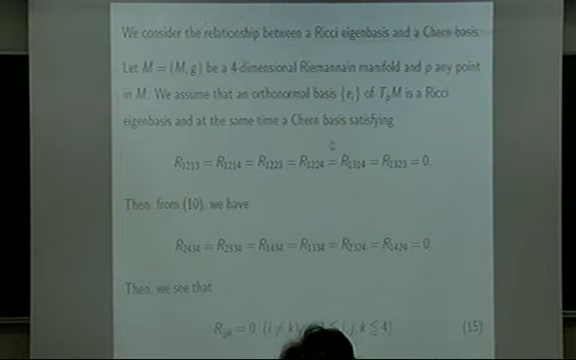 We consider the relationship between a Ricci eigenbasis and a Chern basis
Let M = (M, g) be a 4-dimensional Riemannain manifold and p any point
in M. We assume that an orthonormal basis {e_i} of T_pM is a Ricci
eigenbasis and at the same time a Chern basis satisfying
R_1213 = R_1214 = R_1223 = R_1224 = R_1314 = R_1323 = 0.
Then, from (10), we have
R_2434 = R_2334 = R_1434 = R_1334 = R_2324 = R_1424 = 0.
Then, we see that
= 0 (i ≠ k i, j, k ≤ 4) (15)